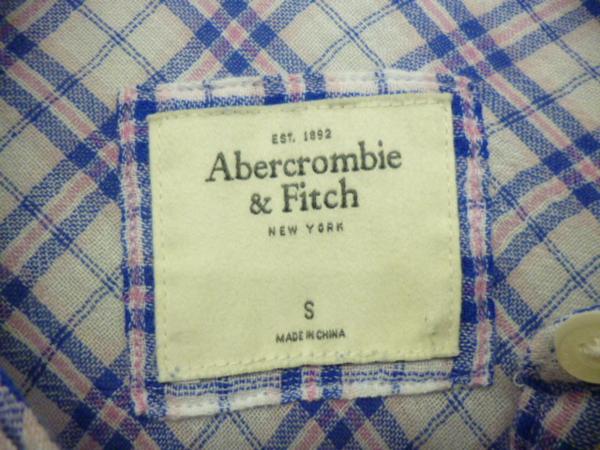 EST. 1892
Abercrombie
& Fitch
NEW YORK
S
MADE IN CHINA